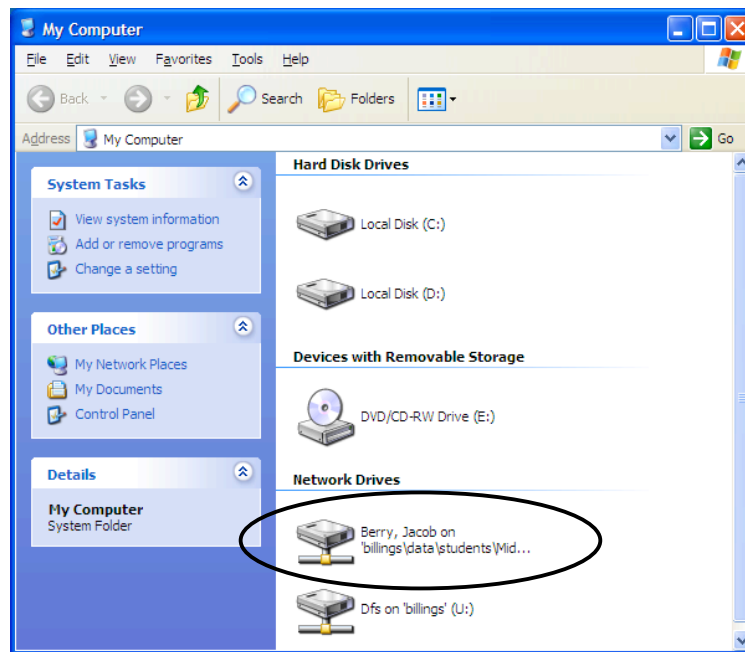 My Computer
File Edit View Favorites Tools Help
Back Search Folders
Address My Computer Go
System Tasks
View system information
Add or remove programs
Change a setting
Other Places
My Network Places
My Documents
Control Panel
Details
My Computer
System Folder
Hard Disk Drives
Local Disk (C:)
Local Disk (D:)
Devices with Removable Storage
DVD/CD-RW Drive (E:)
Network Drives
Berry, Jacob on
'billings\data\students\Mid...
Dfs on 'billings' (U:)